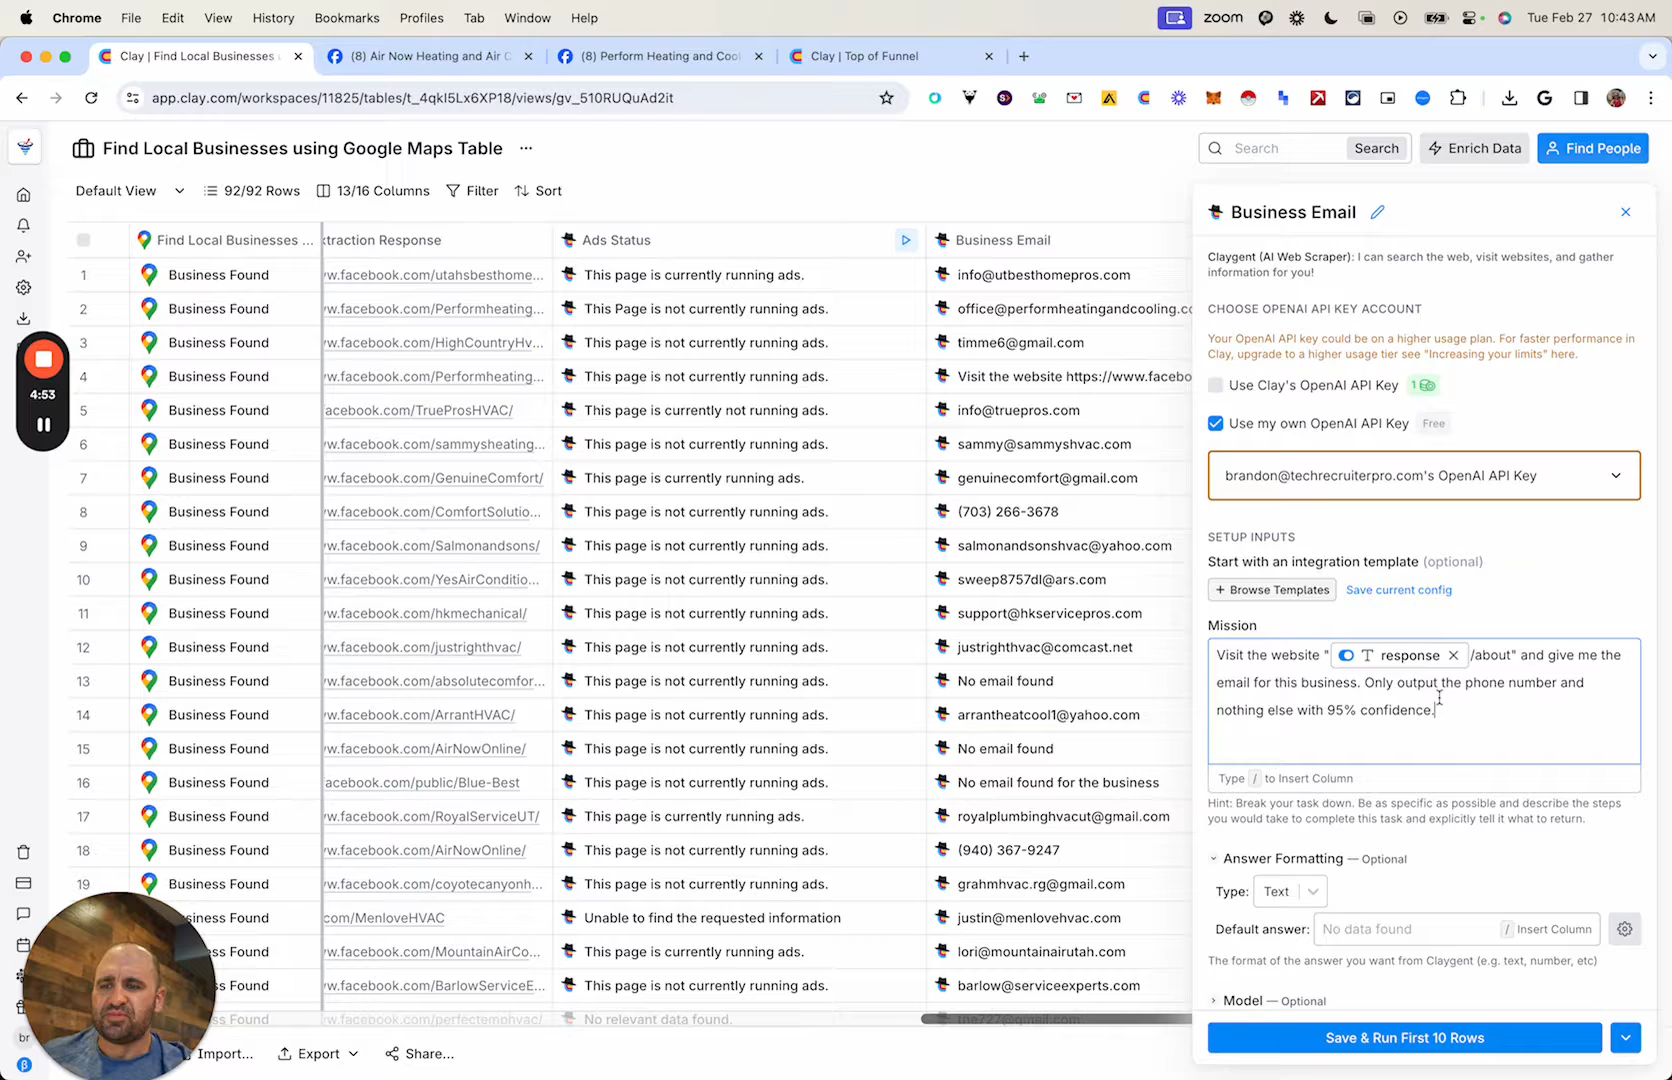 Chrome File Edit View History Bookmarks Profiles Tab Window Help zoom Tue Feb 27 10:43 AM
Clay | Find Local Businesses
(8) Air Now Heating and Air C
(8) Perform Heating and Cool
Clay | Top of Funnel
app.clay.com/workspaces/11825/tables/t_4qkI5Lx6XP18/views/gv_510RUQuAd2it
Find Local Businesses using Google Maps Table ...
Search Search Enrich Data Find People
Default View 92/92 Rows 13/16 Columns Filter Sort
Find Local Businesses ... traction Response Ads Status Business Email
1 Business Found w.facebook.com/utahsbesthome... This page is currently running ads. info@utbesthomepros.com
2 Business Found w.facebook.com/Performheating... This Page is not currently running ads. office@performheatingandcooling.co
3 Business Found w.facebook.com/HighCountryHv... This page is not currently running ads. timme6@gmail.com
4 Business Found w.facebook.com/Performheating... This page is not currently running ads. Visit the website https://www.facebo
5 Business Found acebook.com/TrueProsHVAC/ This page is currently not running ads. info@truepros.com
6 Business Found w.facebook.com/sammysheating... This page is not currently running ads. sammy@sammyshvac.com
7 Business Found w.facebook.com/GenuineComfort/ This page is currently running ads. genuinecomfort@gmail.com
8 Business Found w.facebook.com/ComfortSolutio... This page is not currently running ads. (703) 266-3678
9 Business Found w.facebook.com/Salmonandsons/ This page is not currently running ads. salmonandsonshvac@yahoo.com
10 Business Found w.facebook.com/YesAirConditio... This page is not currently running ads. sweep8757dl@ars.com
11 Business Found w.facebook.com/hkmechanical/ This page is not currently running ads. support@hkservicepros.com
12 Business Found w.facebook.com/justrighthvac/ This page is not currently running ads. justrighthvac@comcast.net
13 Business Found w.facebook.com/absolutecomfor... This page is not currently running ads. No email found
14 Business Found w.facebook.com/ArrantHVAC/ This page is not currently running ads. arrantheatcool1@yahoo.com
15 Business Found w.facebook.com/AirNowOnline/ This page is not currently running ads. No email found
16 Business Found acebook.com/public/Blue-Best This page is not currently running ads. No email found for the business
17 Business Found w.facebook.com/RoyalServiceUT/ This page is not currently running ads. royalplumbinghvacut@gmail.com
18 Business Found w.facebook.com/AirNowOnline/ This page is not currently running ads. (940) 367-9247
19 Business Found w.facebook.com/coyotecanyonh... This page is not currently running ads. grahmhvac.rg@gmail.com
siness Found com/MenloveHVAC Unable to find the requested information justin@menlovehvac.com
ss Found w.facebook.com/MountainAirCo... This page is currently running ads. lori@mountainairutah.com
ss Found w.facebook.com/BarlowServiceE... This page is not currently running ads. barlow@serviceexperts.com
s Found w.facebook.com/perfecttemphvac/ No relevant data found.
4:53
br
β
Import... Export Share...
Business Email
Claygent (AI Web Scraper): I can search the web, visit websites, and gather
information for you!
CHOOSE OPENAI API KEY ACCOUNT
Your OpenAI API key could be on a higher usage plan. For faster performance in
Clay, upgrade to a higher usage tier see "Increasing your limits" here.
Use Clay's OpenAI API Key 1
Use my own OpenAI API Key Free
brandon@techrecruiterpro.com's OpenAI API Key
SETUP INPUTS
Start with an integration template (optional)
+ Browse Templates Save current config
Mission
Visit the website " T response /about" and give me the
email for this business. Only output the phone number and
nothing else with 95% confidence.
Type / to Insert Column
Hint: Break your task down. Be as specific as possible and describe the steps
you would take to complete this task and explicitly tell it what to return.
Answer Formatting — Optional
Type: Text
Default answer: No data found / Insert Column
The format of the answer you want from Claygent (e.g. text, number, etc)
Model — Optional
Save & Run First 10 Rows